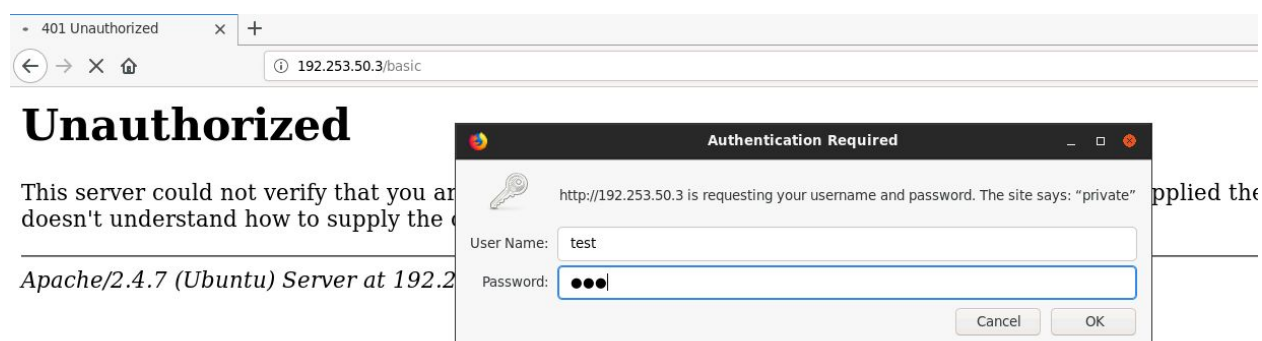 401 Unauthorized
192.253.50.3/basic
Unauthorized
Authentication Required
This server could not verify that you ar
http://192.253.50.3 is requesting your username and password. The site says: “private”
pplied the
doesn't understand how to supply the
User Name: test
Apache/2.4.7 (Ubuntu) Server at 192.2
Password: ●●●
Cancel OK